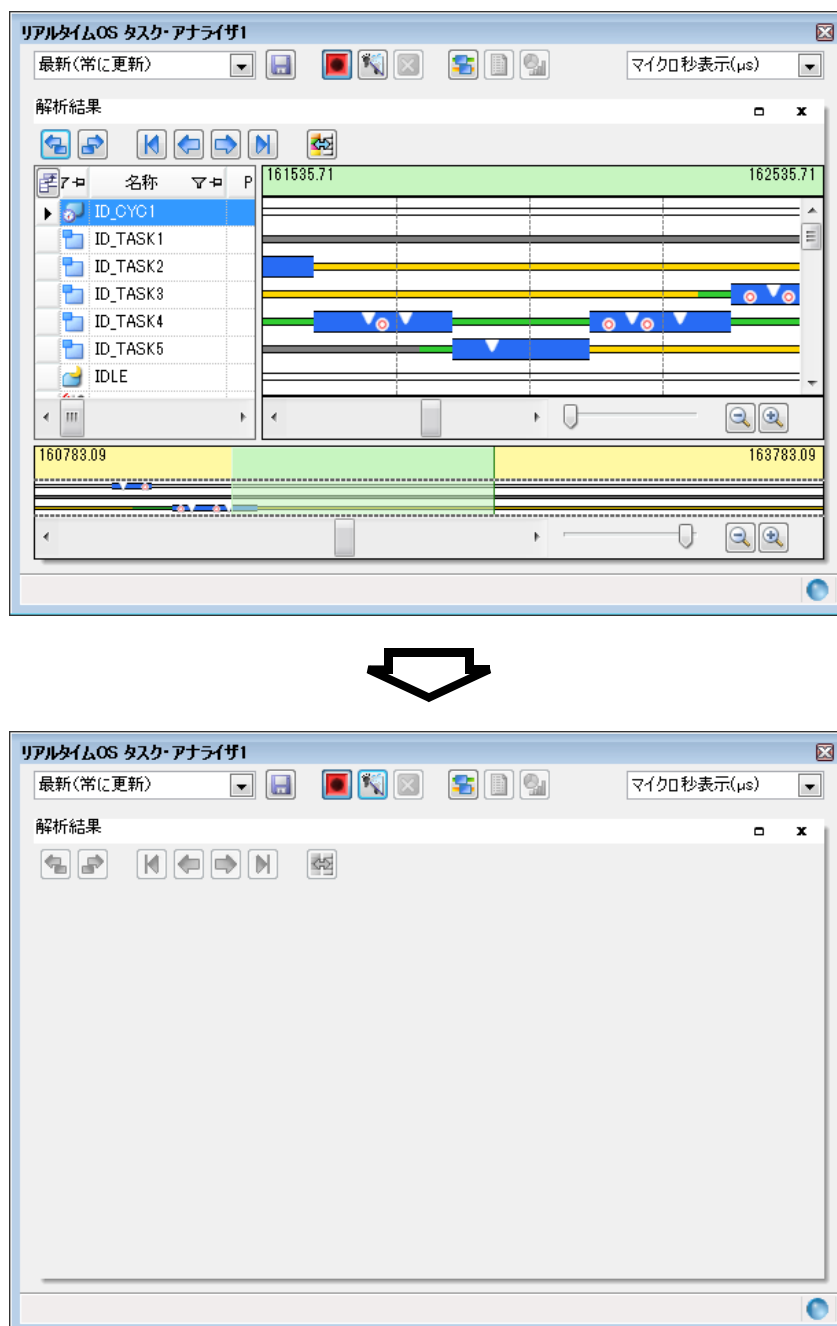 リアルタイムOS タスク・アナライザ1
最新(常に更新)
マイクロ秒表示(μs)
解析結果
ア 名称 P 161535.71 162535.71
ID_CYC1
ID_TASK1
ID_TASK2
ID_TASK3
ID_TASK4
ID_TASK5
IDLE
160783.09 163783.09
リアルタイムOS タスク・アナライザ1
最新(常に更新)
マイクロ秒表示(μs)
解析結果